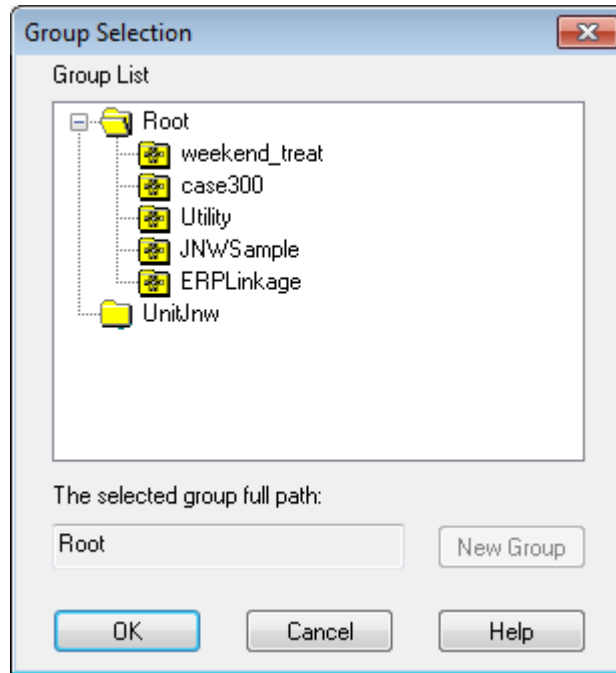 Group Selection
Group List
Root
weekend_treat
case300
Utility
JNWSample
ERPLinkage
UnitJnw
The selected group full path:
Root
New Group
OK
Cancel
Help